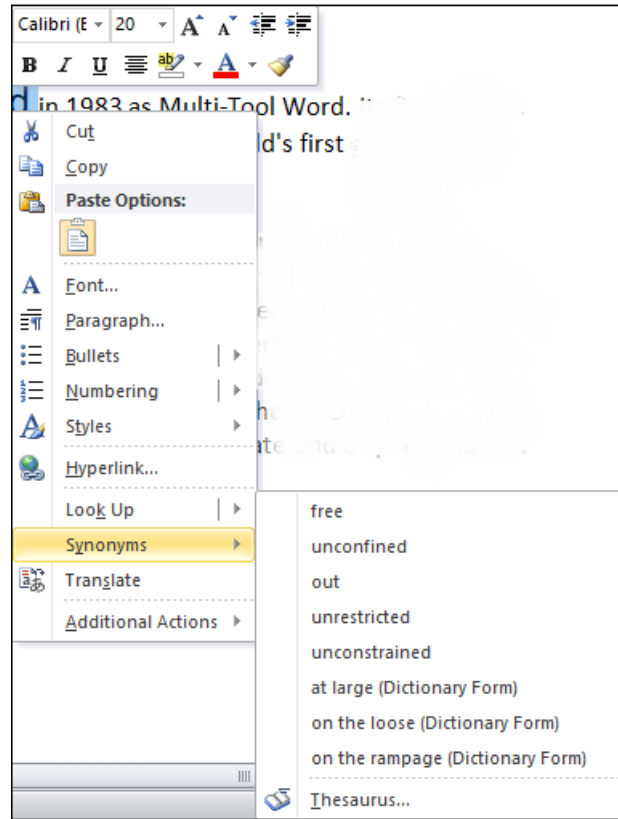 Calibri (E 20 A A
B I U ab A
d in 1983 as Multi-Tool Word.
Cut
ld's first
Copy
Paste Options:
A Font...
Paragraph...
Bullets
Numbering
Styles
Hyperlink...
Look Up
free
Synonyms
unconfined
Translate
out
Additional Actions
unrestricted
unconstrained
at large (Dictionary Form)
on the loose (Dictionary Form)
on the rampage (Dictionary Form)
Thesaurus...